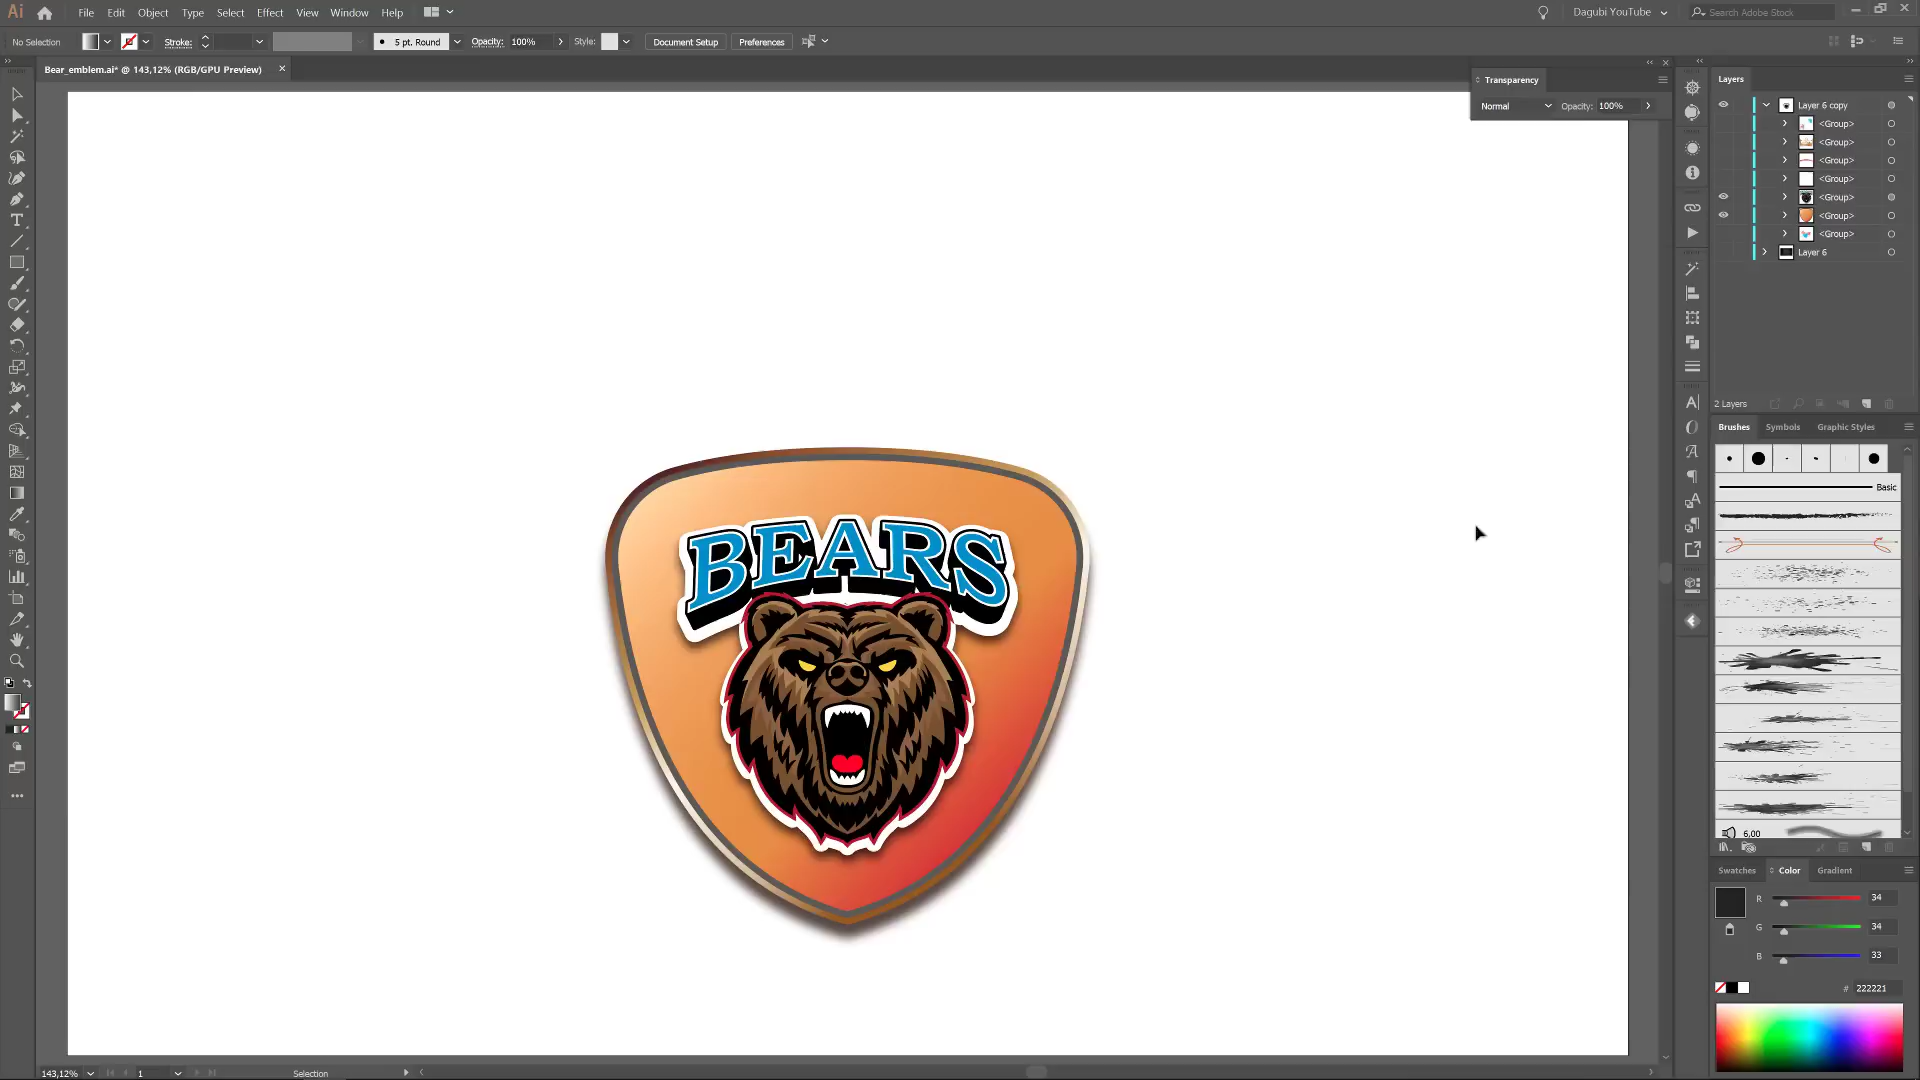 Ai File Edit Object Type Select Effect View Window Help Dagubi YouTube Search Adobe Stock
No Selection Stroke: 5 pt. Round Opacity: 100% Style: Document Setup Preferences
Bear_emblem.ai* @ 143,12% (RGB/GPU Preview)
Transparency
Normal Opacity: 100%
Layers
Layer 6 copy
<Group>
<Group>
<Group>
<Group>
<Group>
<Group>
<Group>
Layer 6
2 Layers
Brushes Symbols Graphic Styles
Basic
6,00
BEARS
Swatches Color Gradient
R 34
G 34
B 33
# 222221
143,12% 1 Selection